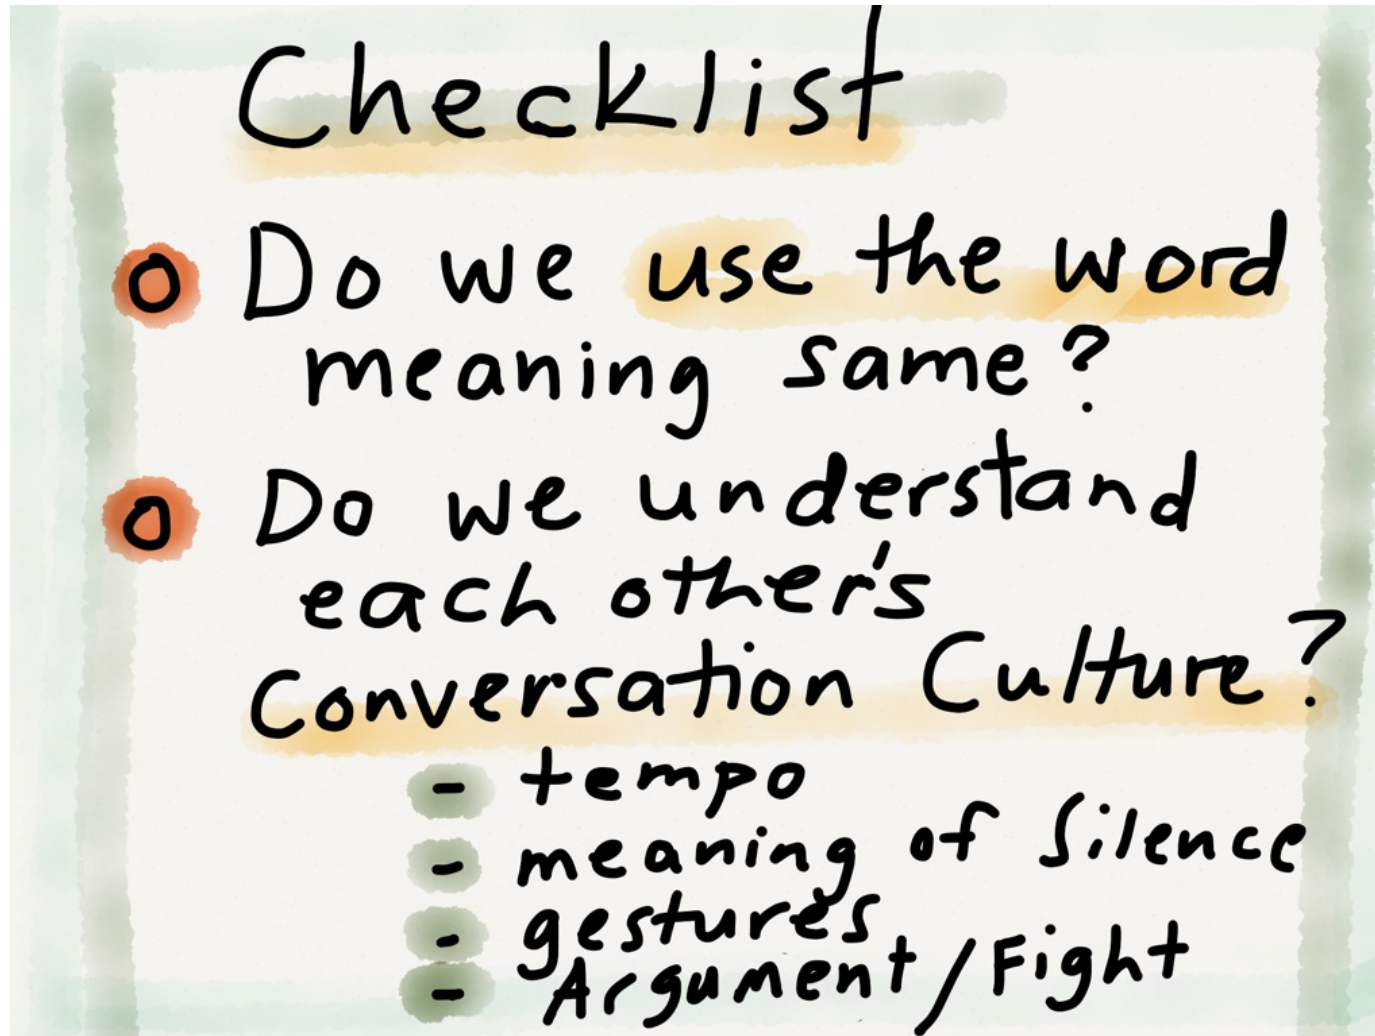 Checklist
o Do we use the word
meaning same?
o Do we understand
each other's
Conversation Culture?
- tempo
- meaning of Silence
- gestures
- Argument/Fight